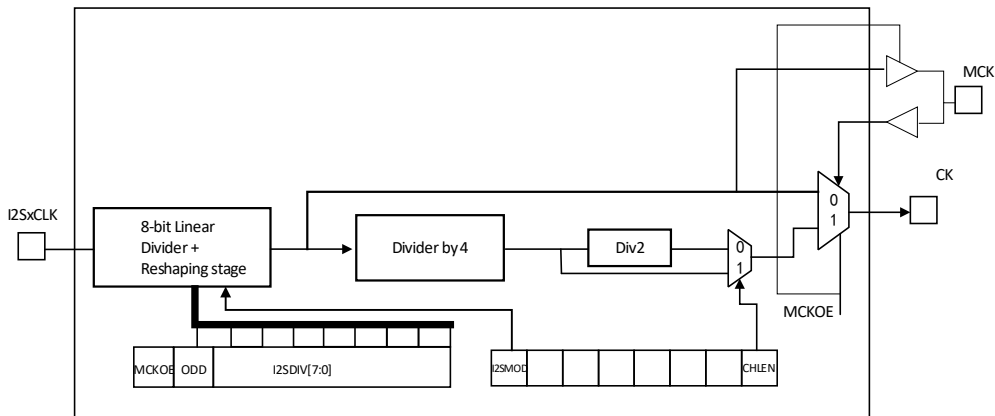 MCK
CK
I2SxCLK
8-bit Linear
Divider +
Reshaping stage
Divider by 4
Div2
0
1
0
1
MCKOE
MCKOE
ODD
I2SDIV[7:0]
I2SMOD
CHLEN